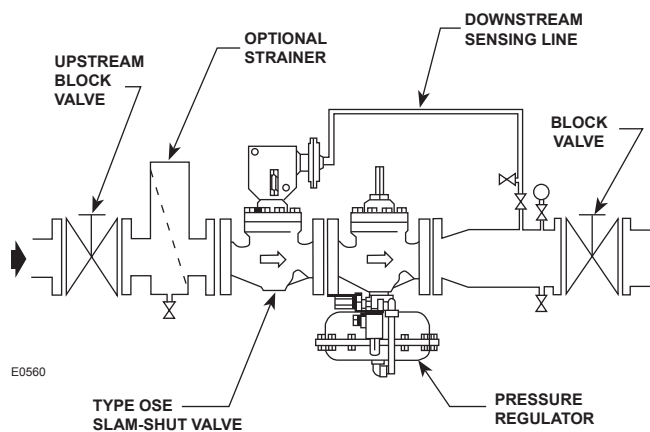 DOWNSTREAM
SENSING LINE
OPTIONAL
STRAINER
UPSTREAM
BLOCK
VALVE
BLOCK
VALVE
E0560
TYPE OSE
SLAM-SHUT VALVE
PRESSURE
REGULATOR